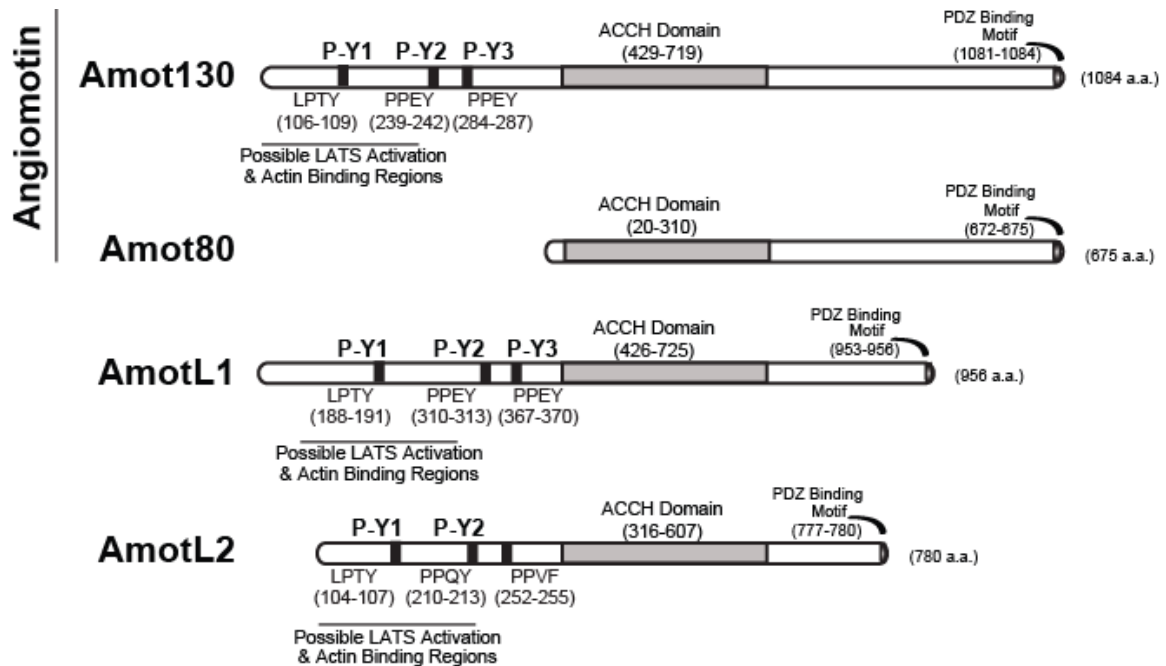 Angiomotin
Amot130
P-Y1 P-Y2 P-Y3
ACCH Domain
(429-719)
PDZ Binding
Motif
(1081-1084)
(1084 a.a.)
LPTY PPEY PPEY
(106-109) (239-242) (284-287)
Possible LATS Activation
& Actin Binding Regions
Amot80
ACCH Domain
(20-310)
PDZ Binding
Motif
(672-675)
(675 a.a.)
AmotL1
P-Y1 P-Y2 P-Y3
ACCH Domain
(426-725)
PDZ Binding
Motif
(953-956)
(956 a.a.)
LPTY PPEY PPEY
(188-191) (310-313) (367-370)
Possible LATS Activation
& Actin Binding Regions
AmotL2
P-Y1 P-Y2
ACCH Domain
(316-607)
PDZ Binding
Motif
(777-780)
(780 a.a.)
LPTY PPQY PPVF
(104-107) (210-213) (252-255)
Possible LATS Activation
& Actin Binding Regions